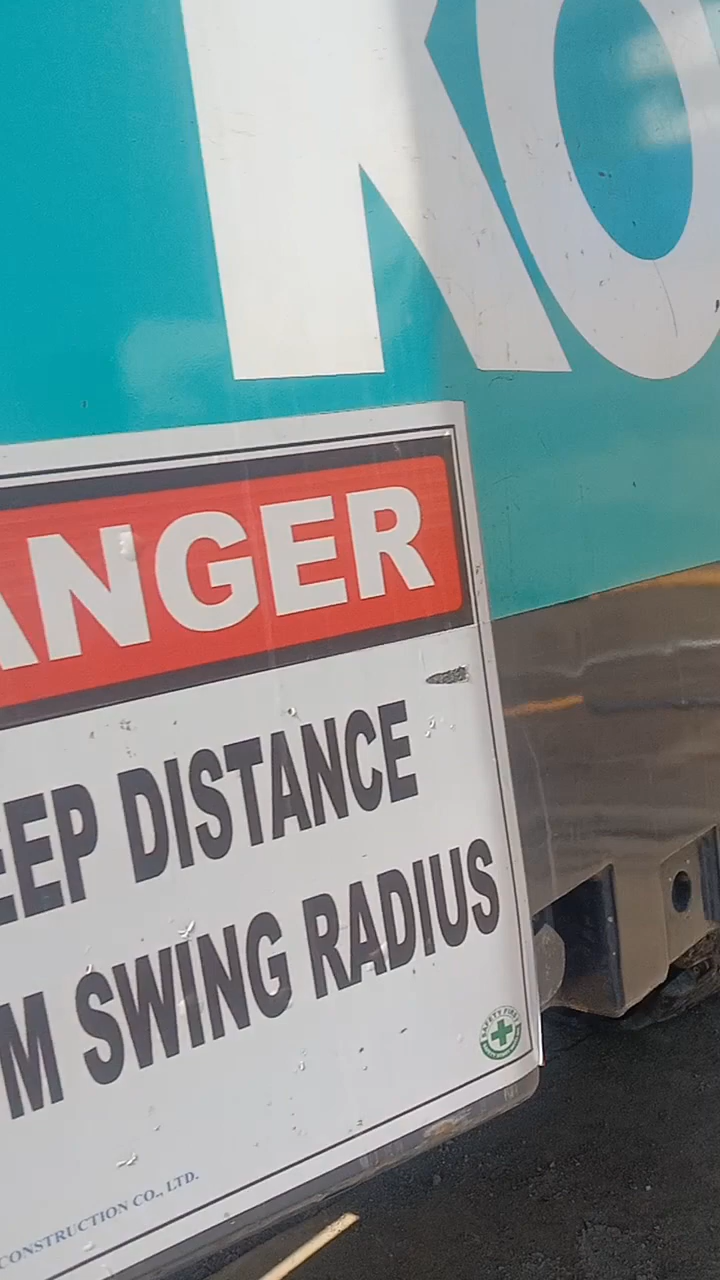 KO
ANGER
EEP DISTANCE
M SWING RADIUS
SAFETY FIRST
CONSTRUCTION CO., LTD.